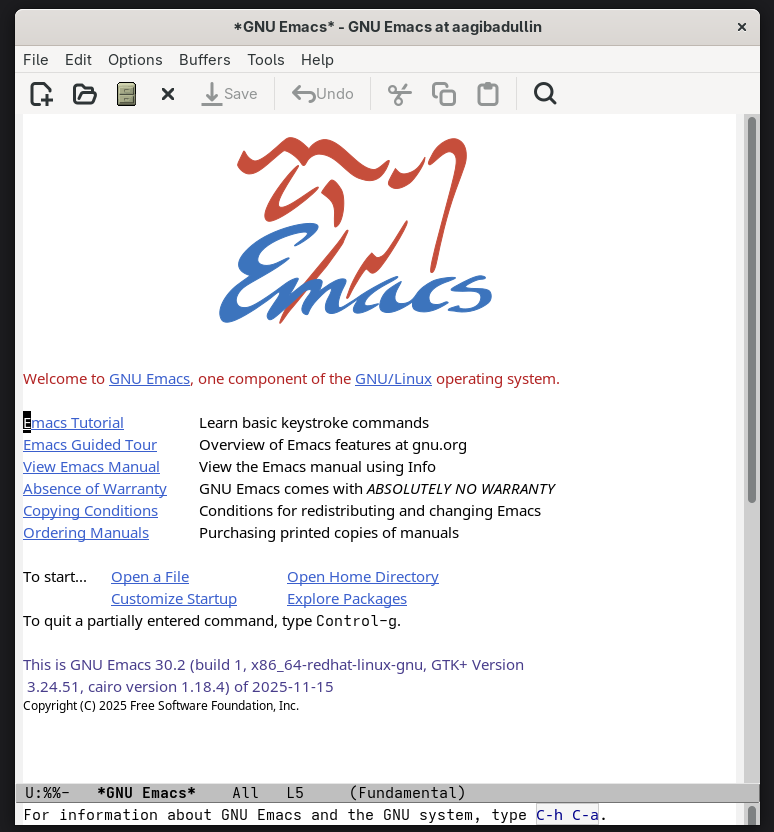 *GNU Emacs* - GNU Emacs at aagibadullin
File Edit Options Buffers Tools Help
Save Undo
Emacs
Welcome to GNU Emacs, one component of the GNU/Linux operating system.
Emacs Tutorial Learn basic keystroke commands
Emacs Guided Tour Overview of Emacs features at gnu.org
View Emacs Manual View the Emacs manual using Info
Absence of Warranty GNU Emacs comes with ABSOLUTELY NO WARRANTY
Copying Conditions Conditions for redistributing and changing Emacs
Ordering Manuals Purchasing printed copies of manuals
To start... Open a File Open Home Directory
Customize Startup Explore Packages
To quit a partially entered command, type Control-g.
This is GNU Emacs 30.2 (build 1, x86_64-redhat-linux-gnu, GTK+ Version
3.24.51, cairo version 1.18.4) of 2025-11-15
Copyright (C) 2025 Free Software Foundation, Inc.
U:%%- *GNU Emacs* All L5 (Fundamental)
For information about GNU Emacs and the GNU system, type C-h C-a.